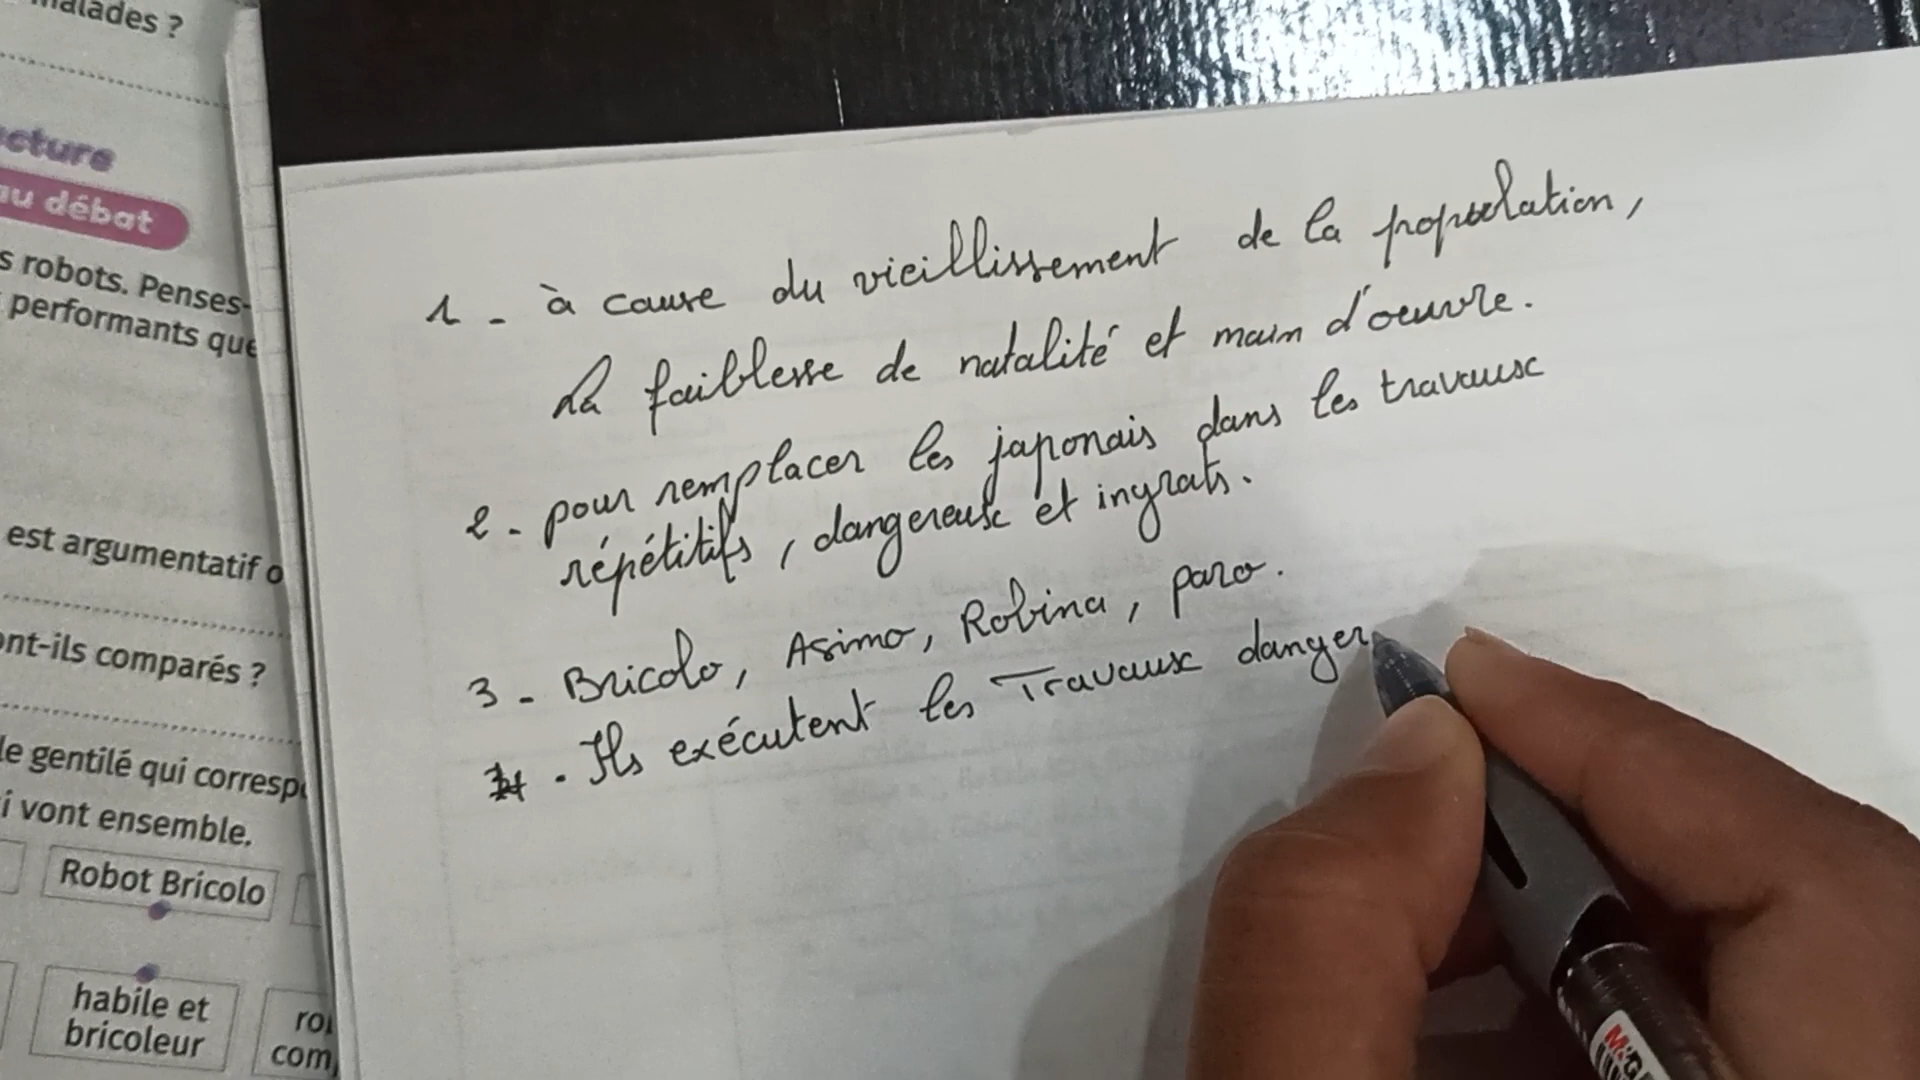 malades ?
cture
au débat
s robots. Penses-
performants que
est argumentatif o
ont-ils comparés ?
le gentilé qui corresp
i vont ensemble.
Robot Bricolo
habile et
bricoleur
ro
com
1 - à cause du vieillissement de la population,
La faiblesse de natalité et main d'oeuvre.
2 - pour remplacer les japonais dans les travaux
répétitifs, dangereux et ingrats.
3 - Bricolo, Asimo, Robina, paro.
4 - Ils exécutent les Travaux danger
M&G